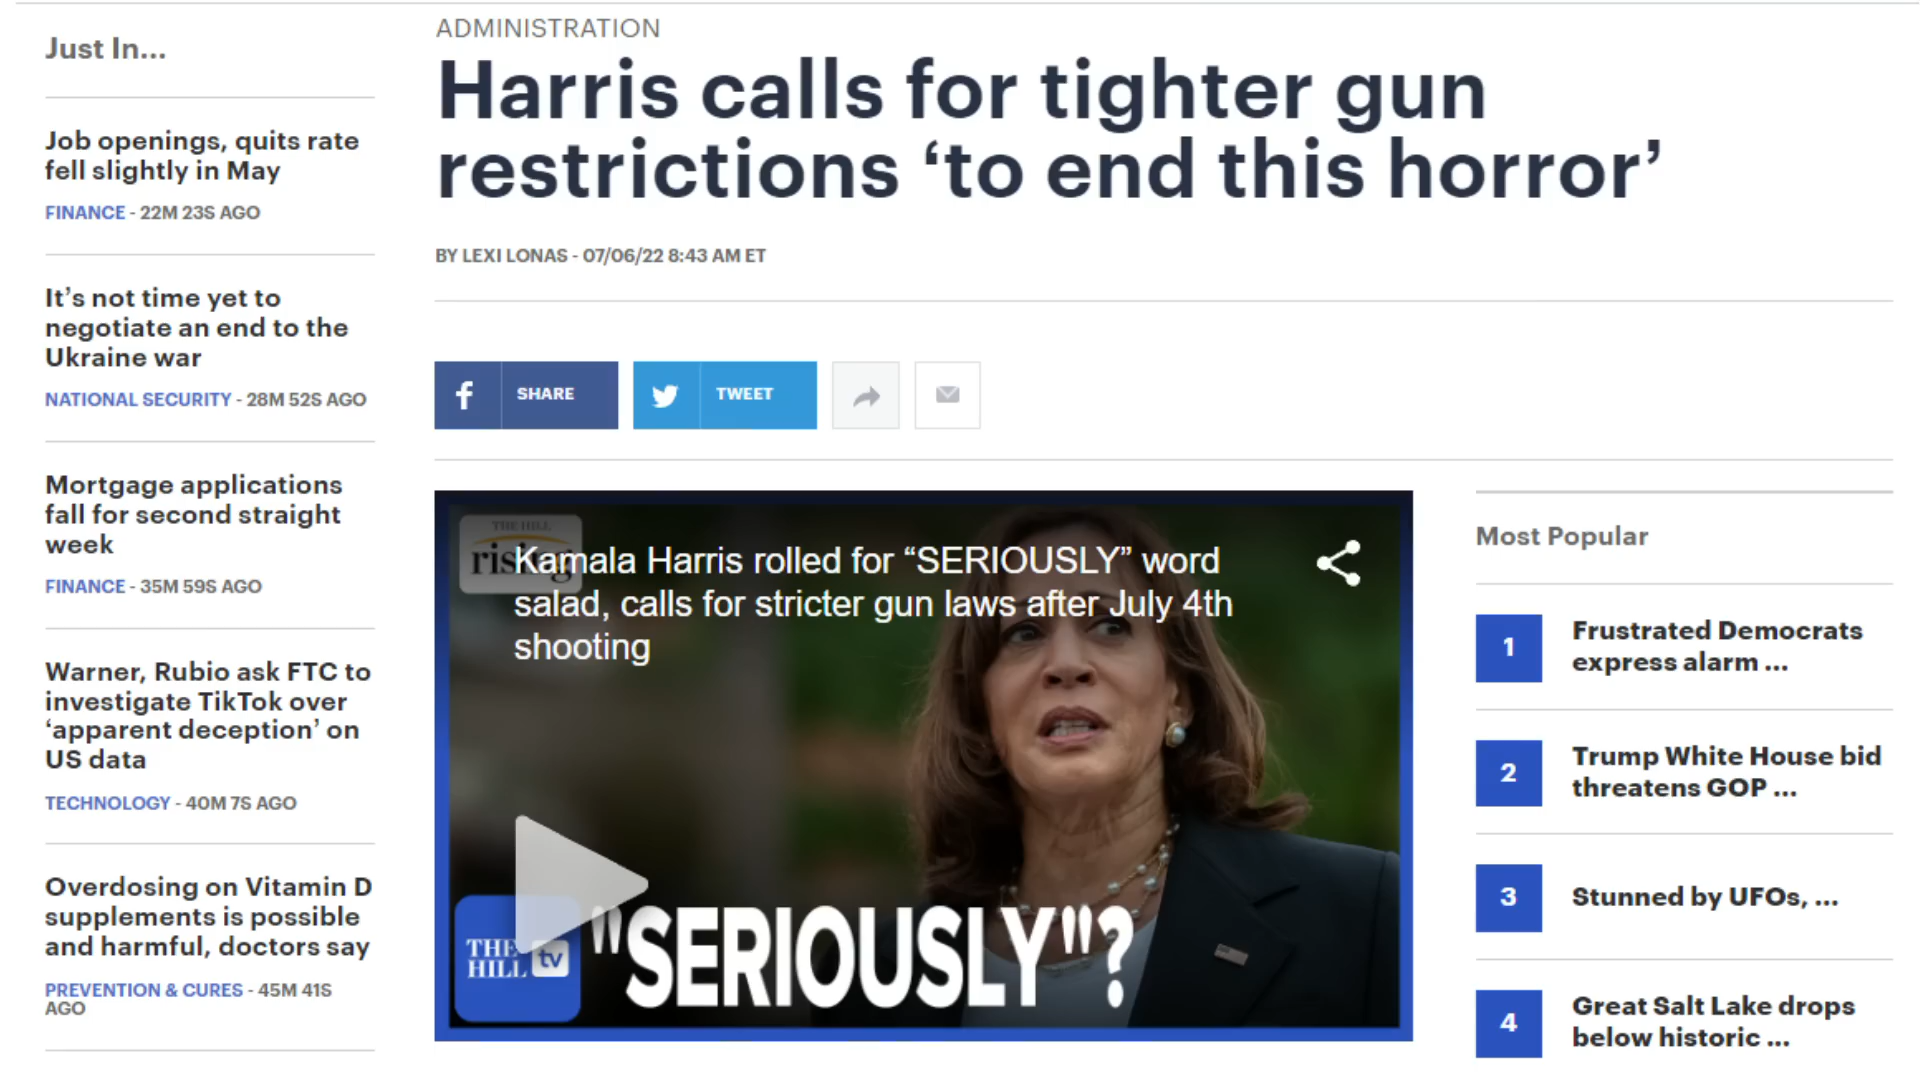 Just In...
Job openings, quits rate
fell slightly in May
FINANCE - 22M 23S AGO
It's not time yet to
negotiate an end to the
Ukraine war
NATIONAL SECURITY - 28M 52S AGO
Mortgage applications
fall for second straight
week
FINANCE - 35M 59S AGO
Warner, Rubio ask FTC to
investigate TikTok over
‘apparent deception’ on
US data
TECHNOLOGY - 40M 7S AGO
Overdosing on Vitamin D
supplements is possible
and harmful, doctors say
PREVENTION & CURES - 45M 41S
AGO
ADMINISTRATION
Harris calls for tighter gun
restrictions ‘to end this horror’
BY LEXI LONAS - 07/06/22 8:43 AM ET
f SHARE
TWEET
THE HILL
rising
Kamala Harris rolled for “SERIOUSLY” word
salad, calls for stricter gun laws after July 4th
shooting
THE
HILL tv
"SERIOUSLY"?
Most Popular
1 Frustrated Democrats
express alarm ...
2 Trump White House bid
threatens GOP ...
3 Stunned by UFOs, ...
4 Great Salt Lake drops
below historic ...